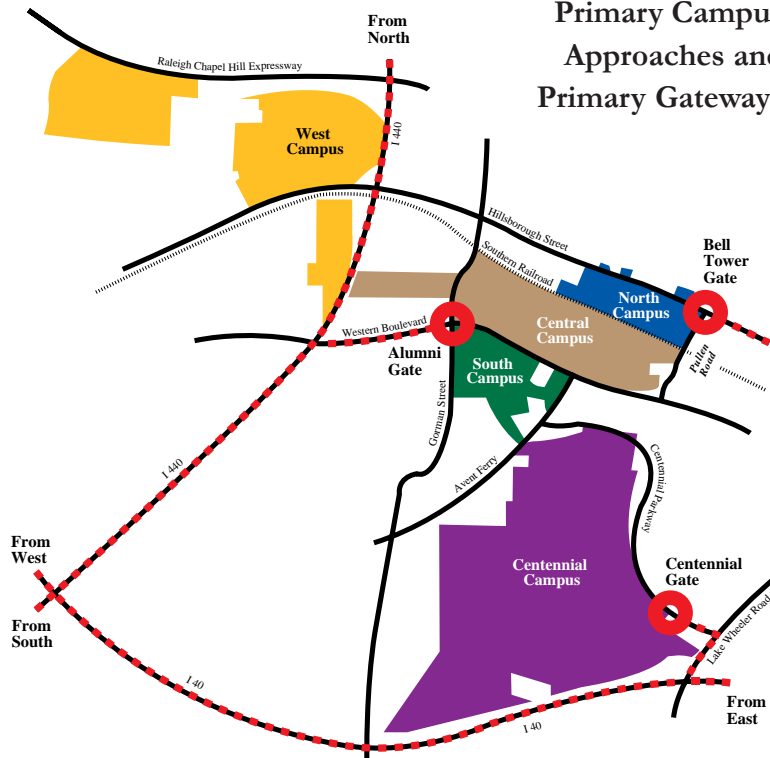 Primary Campu
Approaches and
Primary Gateway
From
North
Raleigh Chapel Hill Expressway
I 440
West
Campus
Hillsborough Street
Southern Railroad
Bell
Tower
Gate
North
Campus
Central
Campus
Western Boulevard
Alumni
Gate
South
Campus
Pullen
Road
Gorman Street
Avent Ferry
Centennial Parkway
I 440
From
West
From
South
Centennial
Campus
Centennial
Gate
Lake Wheeler Road
I 40
I 40
From
East